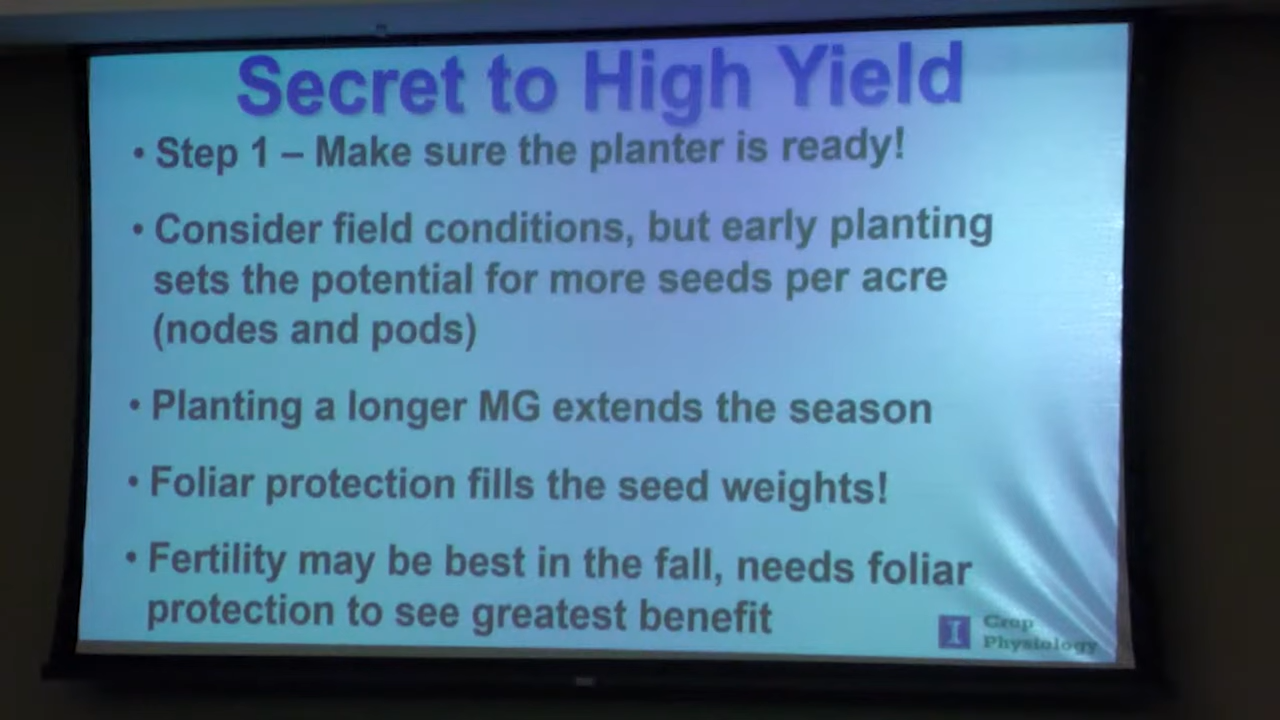 Secret to High Yield
• Step 1 – Make sure the planter is ready!
• Consider field conditions, but early planting
sets the potential for more seeds per acre
(nodes and pods)
• Planting a longer MG extends the season
• Foliar protection fills the seed weights!
• Fertility may be best in the fall, needs foliar
protection to see greatest benefit
I Crop
Physiology